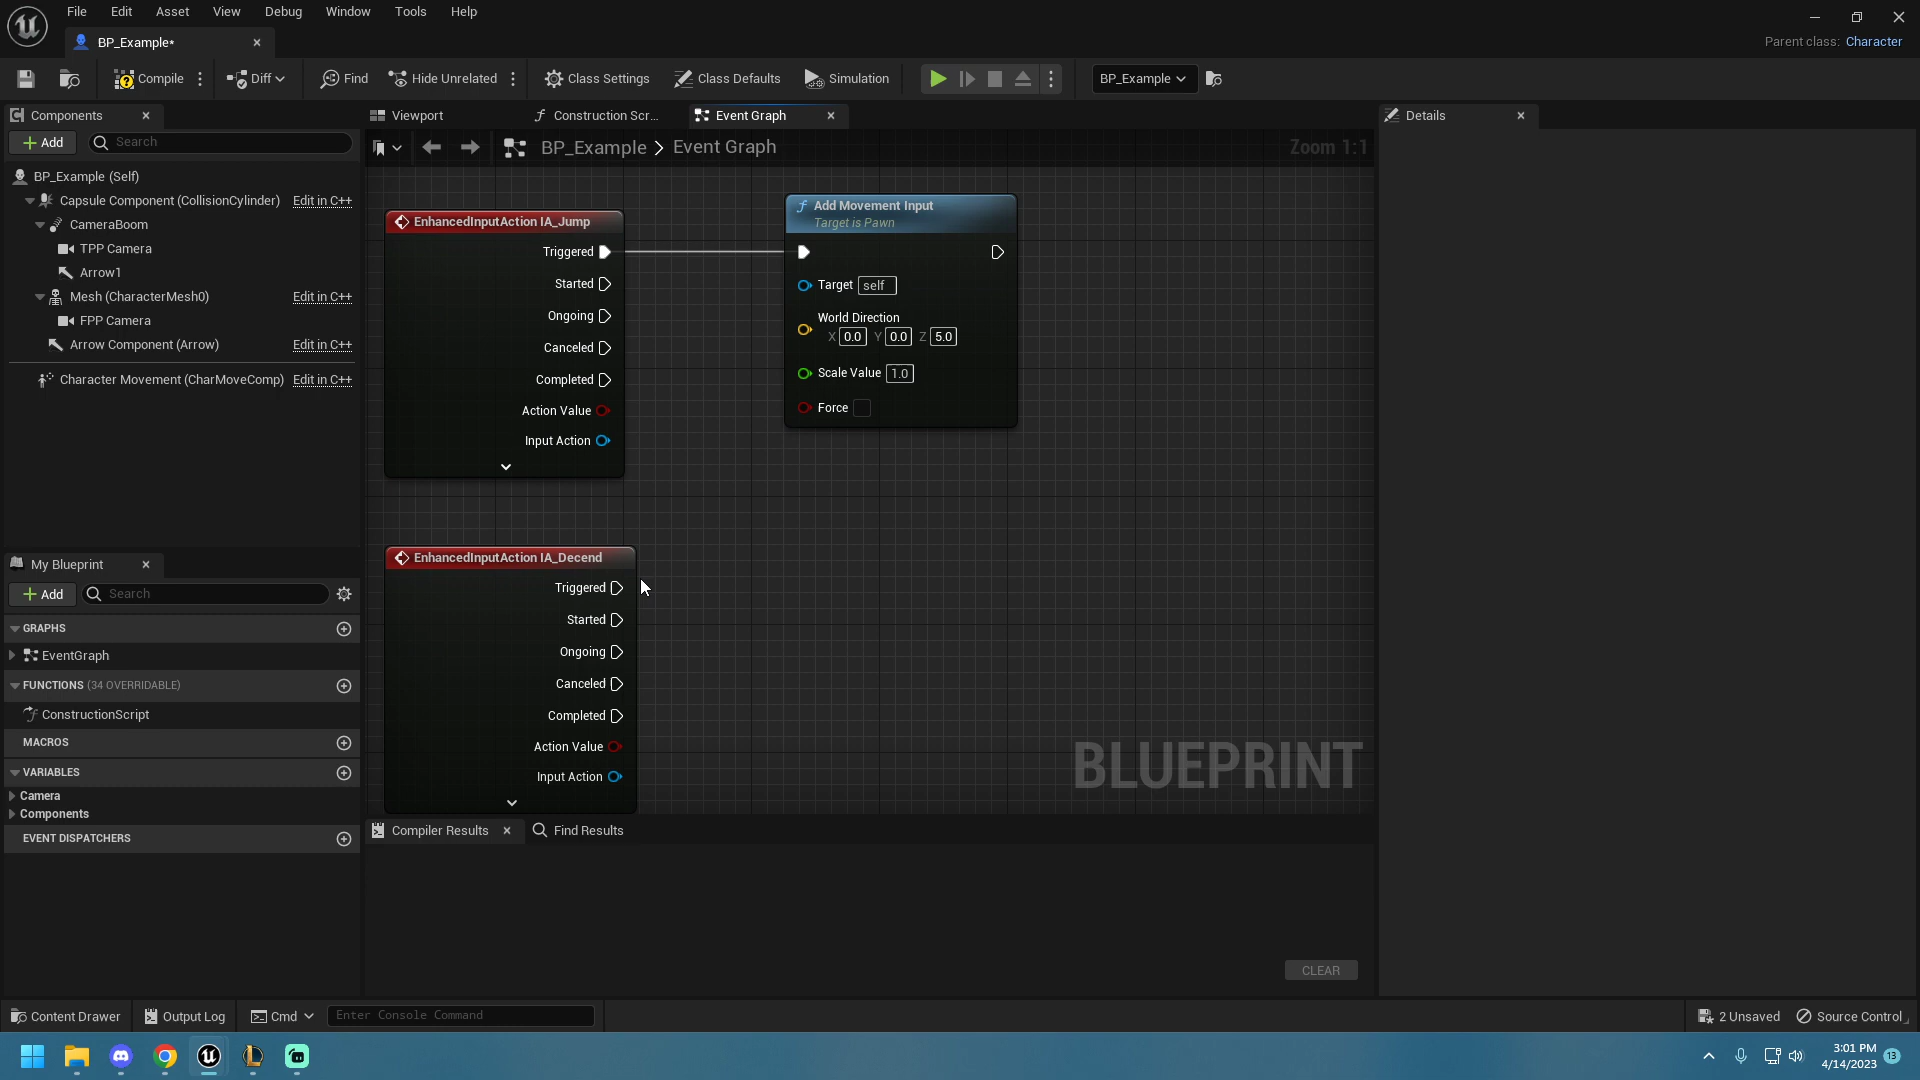 File Edit Asset View Debug Window Tools Help
BP_Example*
Parent class: Character
Compile Diff Find Hide Unrelated Class Settings Class Defaults Simulation BP_Example
Components
Add Search
BP_Example (Self)
Capsule Component (CollisionCylinder) Edit in C++
CameraBoom
TPP Camera
Arrow1
Mesh (CharacterMesh0) Edit in C++
FPP Camera
Arrow Component (Arrow) Edit in C++
Character Movement (CharMoveComp) Edit in C++
My Blueprint
Add Search
GRAPHS
EventGraph
FUNCTIONS (34 OVERRIDABLE)
ConstructionScript
MACROS
VARIABLES
Camera
Components
EVENT DISPATCHERS
Viewport Construction Scr... Event Graph
BP_Example > Event Graph Zoom 1:1
EnhancedInputAction IA_Jump
Triggered
Started
Ongoing
Canceled
Completed
Action Value
Input Action
Add Movement Input
Target is Pawn
Target self
World Direction
X 0.0 Y 0.0 Z 5.0
Scale Value 1.0
Force
EnhancedInputAction IA_Decend
Triggered
Started
Ongoing
Canceled
Completed
Action Value
Input Action
BLUEPRINT
Compiler Results Find Results
CLEAR
Details
Content Drawer Output Log Cmd Enter Console Command 2 Unsaved Source Control
3:01 PM
4/14/2023
13